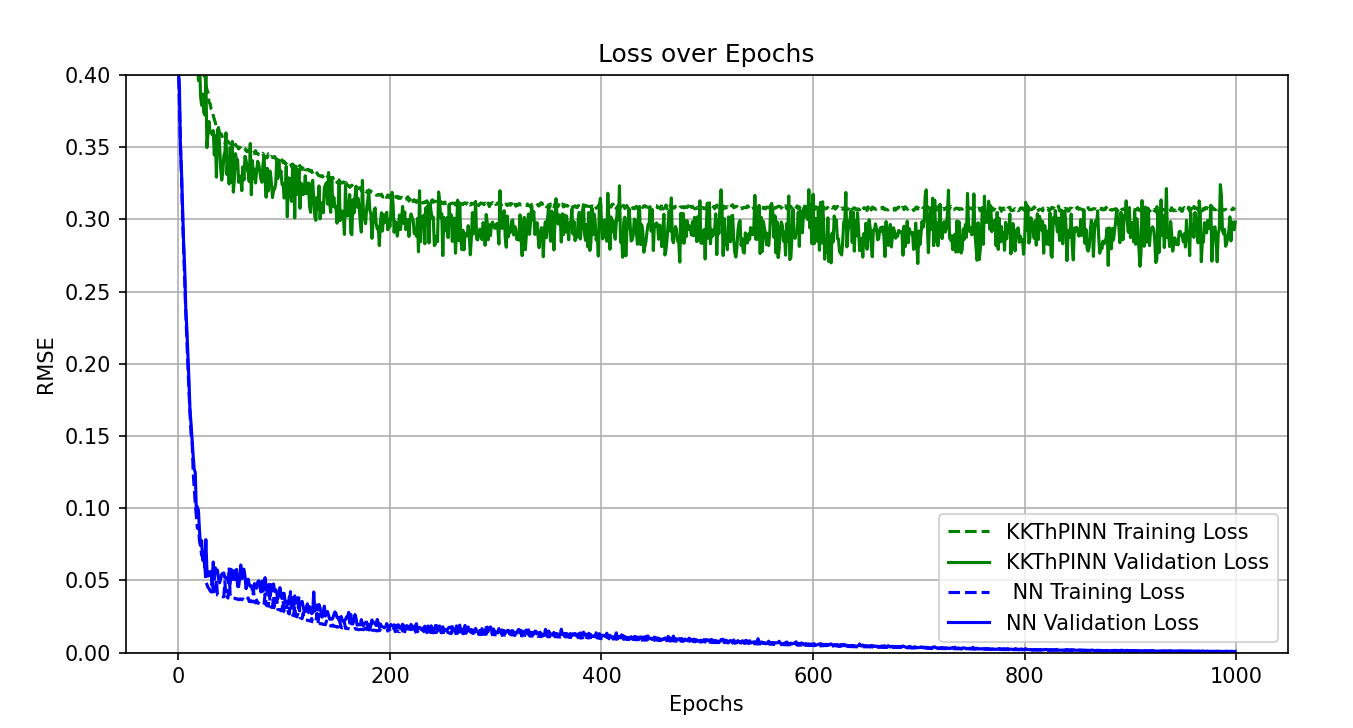 Loss over Epochs
0.40
0.35
0.30
0.25
0.20
0.15
0.10
0.05
0.00
RMSE
KKThPINN Training Loss
KKThPINN Validation Loss
NN Training Loss
NN Validation Loss
0 200 400 600 800 1000
Epochs